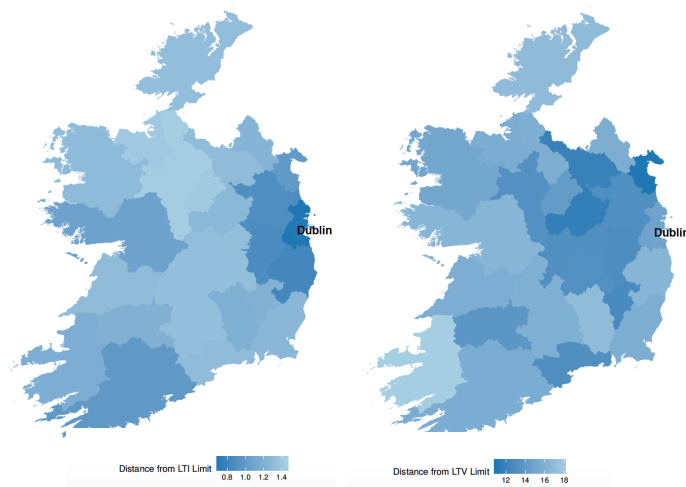 Dublin
Dublin
Distance from LTI Limit
0.8 1.0 1.2 1.4
Distance from LTV Limit
12 14 16 18